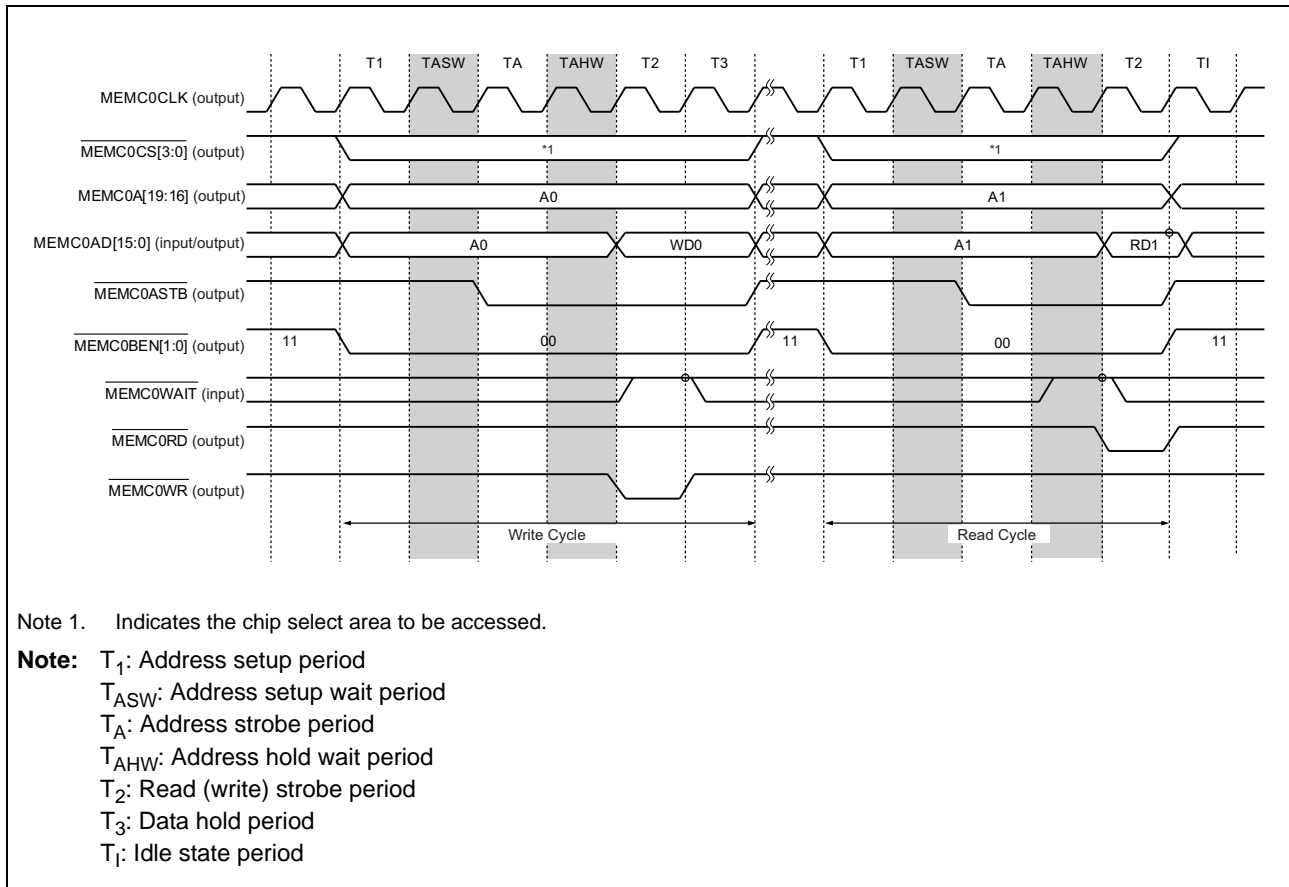 T1 TASW TA TAHW T2 T3 T1 TASW TA TAHW T2 TI
MEMC0CLK (output)
MEMC0CS[3:0] (output) *1 *1
MEMC0A[19:16] (output) A0 A1
MEMC0AD[15:0] (input/output) A0 WD0 A1 RD1
MEMC0ASTB (output)
MEMC0BEN[1:0] (output) 11 00 11 00 11
MEMC0WAIT (input)
MEMC0RD (output)
MEMC0WR (output)
Write Cycle Read Cycle
Note 1. Indicates the chip select area to be accessed.
Note: T1: Address setup period
TASW: Address setup wait period
TA: Address strobe period
TAHW: Address hold wait period
T2: Read (write) strobe period
T3: Data hold period
TI: Idle state period